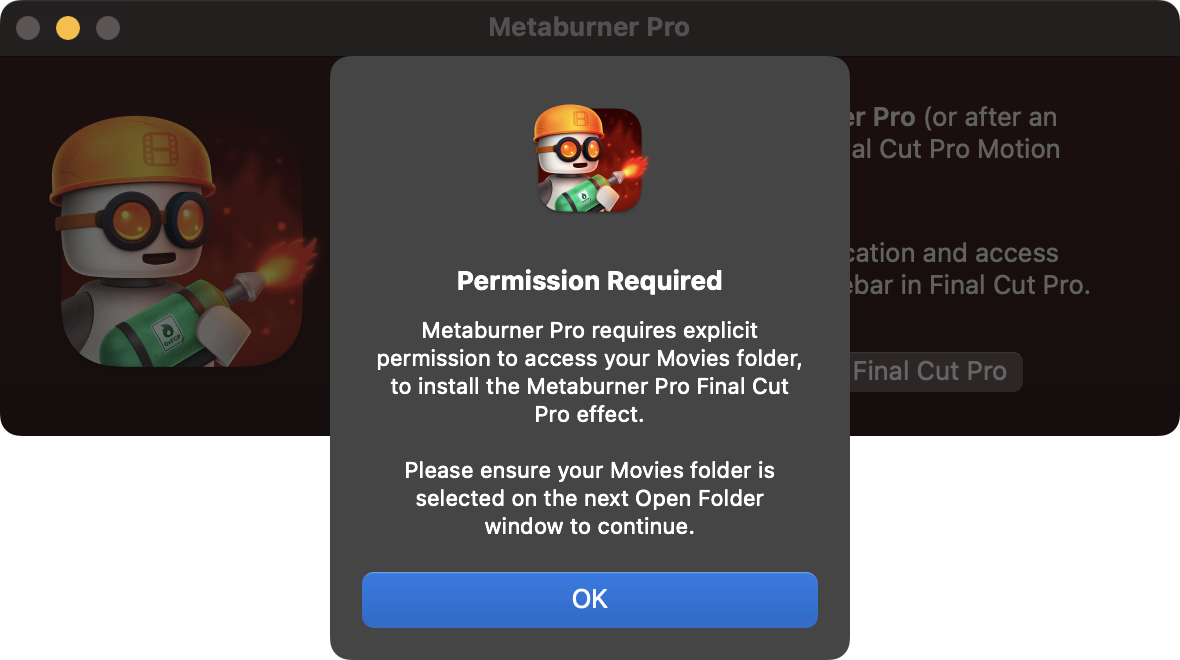 Metaburner Pro
Pro (or after an
al Cut Pro Motion
cation and access
ebar in Final Cut Pro.
Final Cut Pro
Permission Required
Metaburner Pro requires explicit
permission to access your Movies folder,
to install the Metaburner Pro Final Cut
Pro effect.
Please ensure your Movies folder is
selected on the next Open Folder
window to continue.
OK